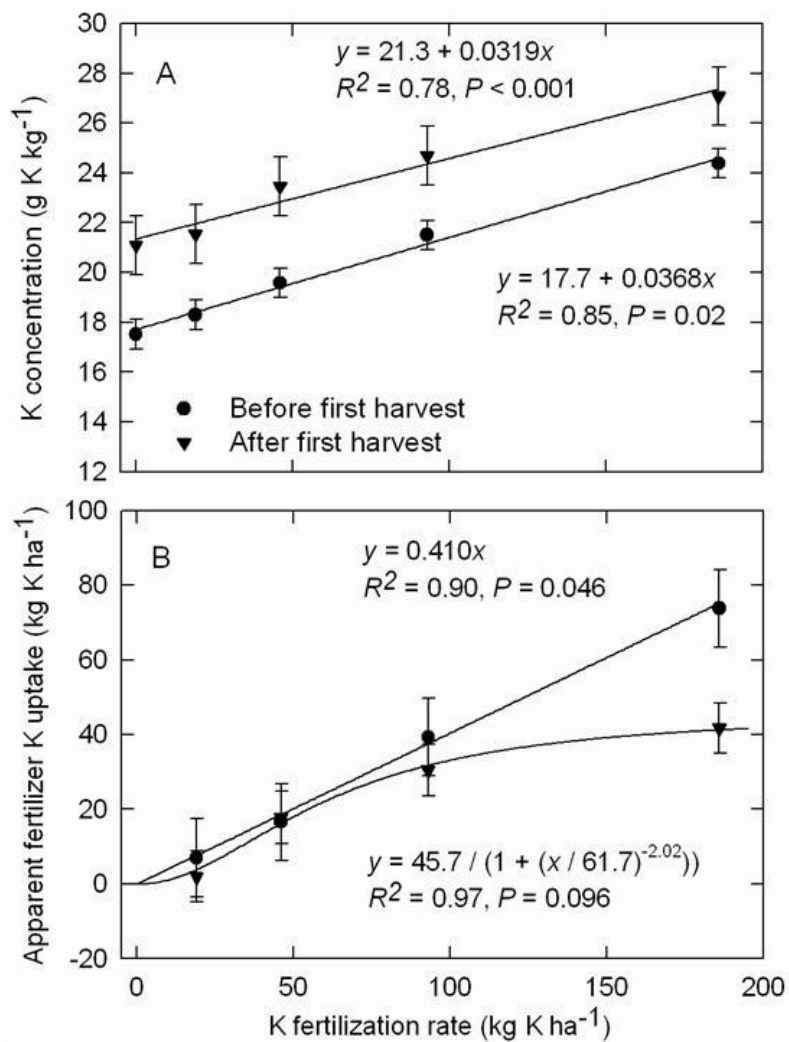 30
28
26
24
22
20
18
16
14
12
K concentration (g K kg⁻¹)
A
y = 21.3 + 0.0319x
R² = 0.78, P < 0.001
y = 17.7 + 0.0368x
R² = 0.85, P = 0.02
Before first harvest
After first harvest
100
80
60
40
20
0
-20
Apparent fertilizer K uptake (kg K ha⁻¹)
B
y = 0.410x
R² = 0.90, P = 0.046
y = 45.7 / (1 + (x / 61.7)⁻²·⁰²))
R² = 0.97, P = 0.096
0 50 100 150 200
K fertilization rate (kg K ha⁻¹)